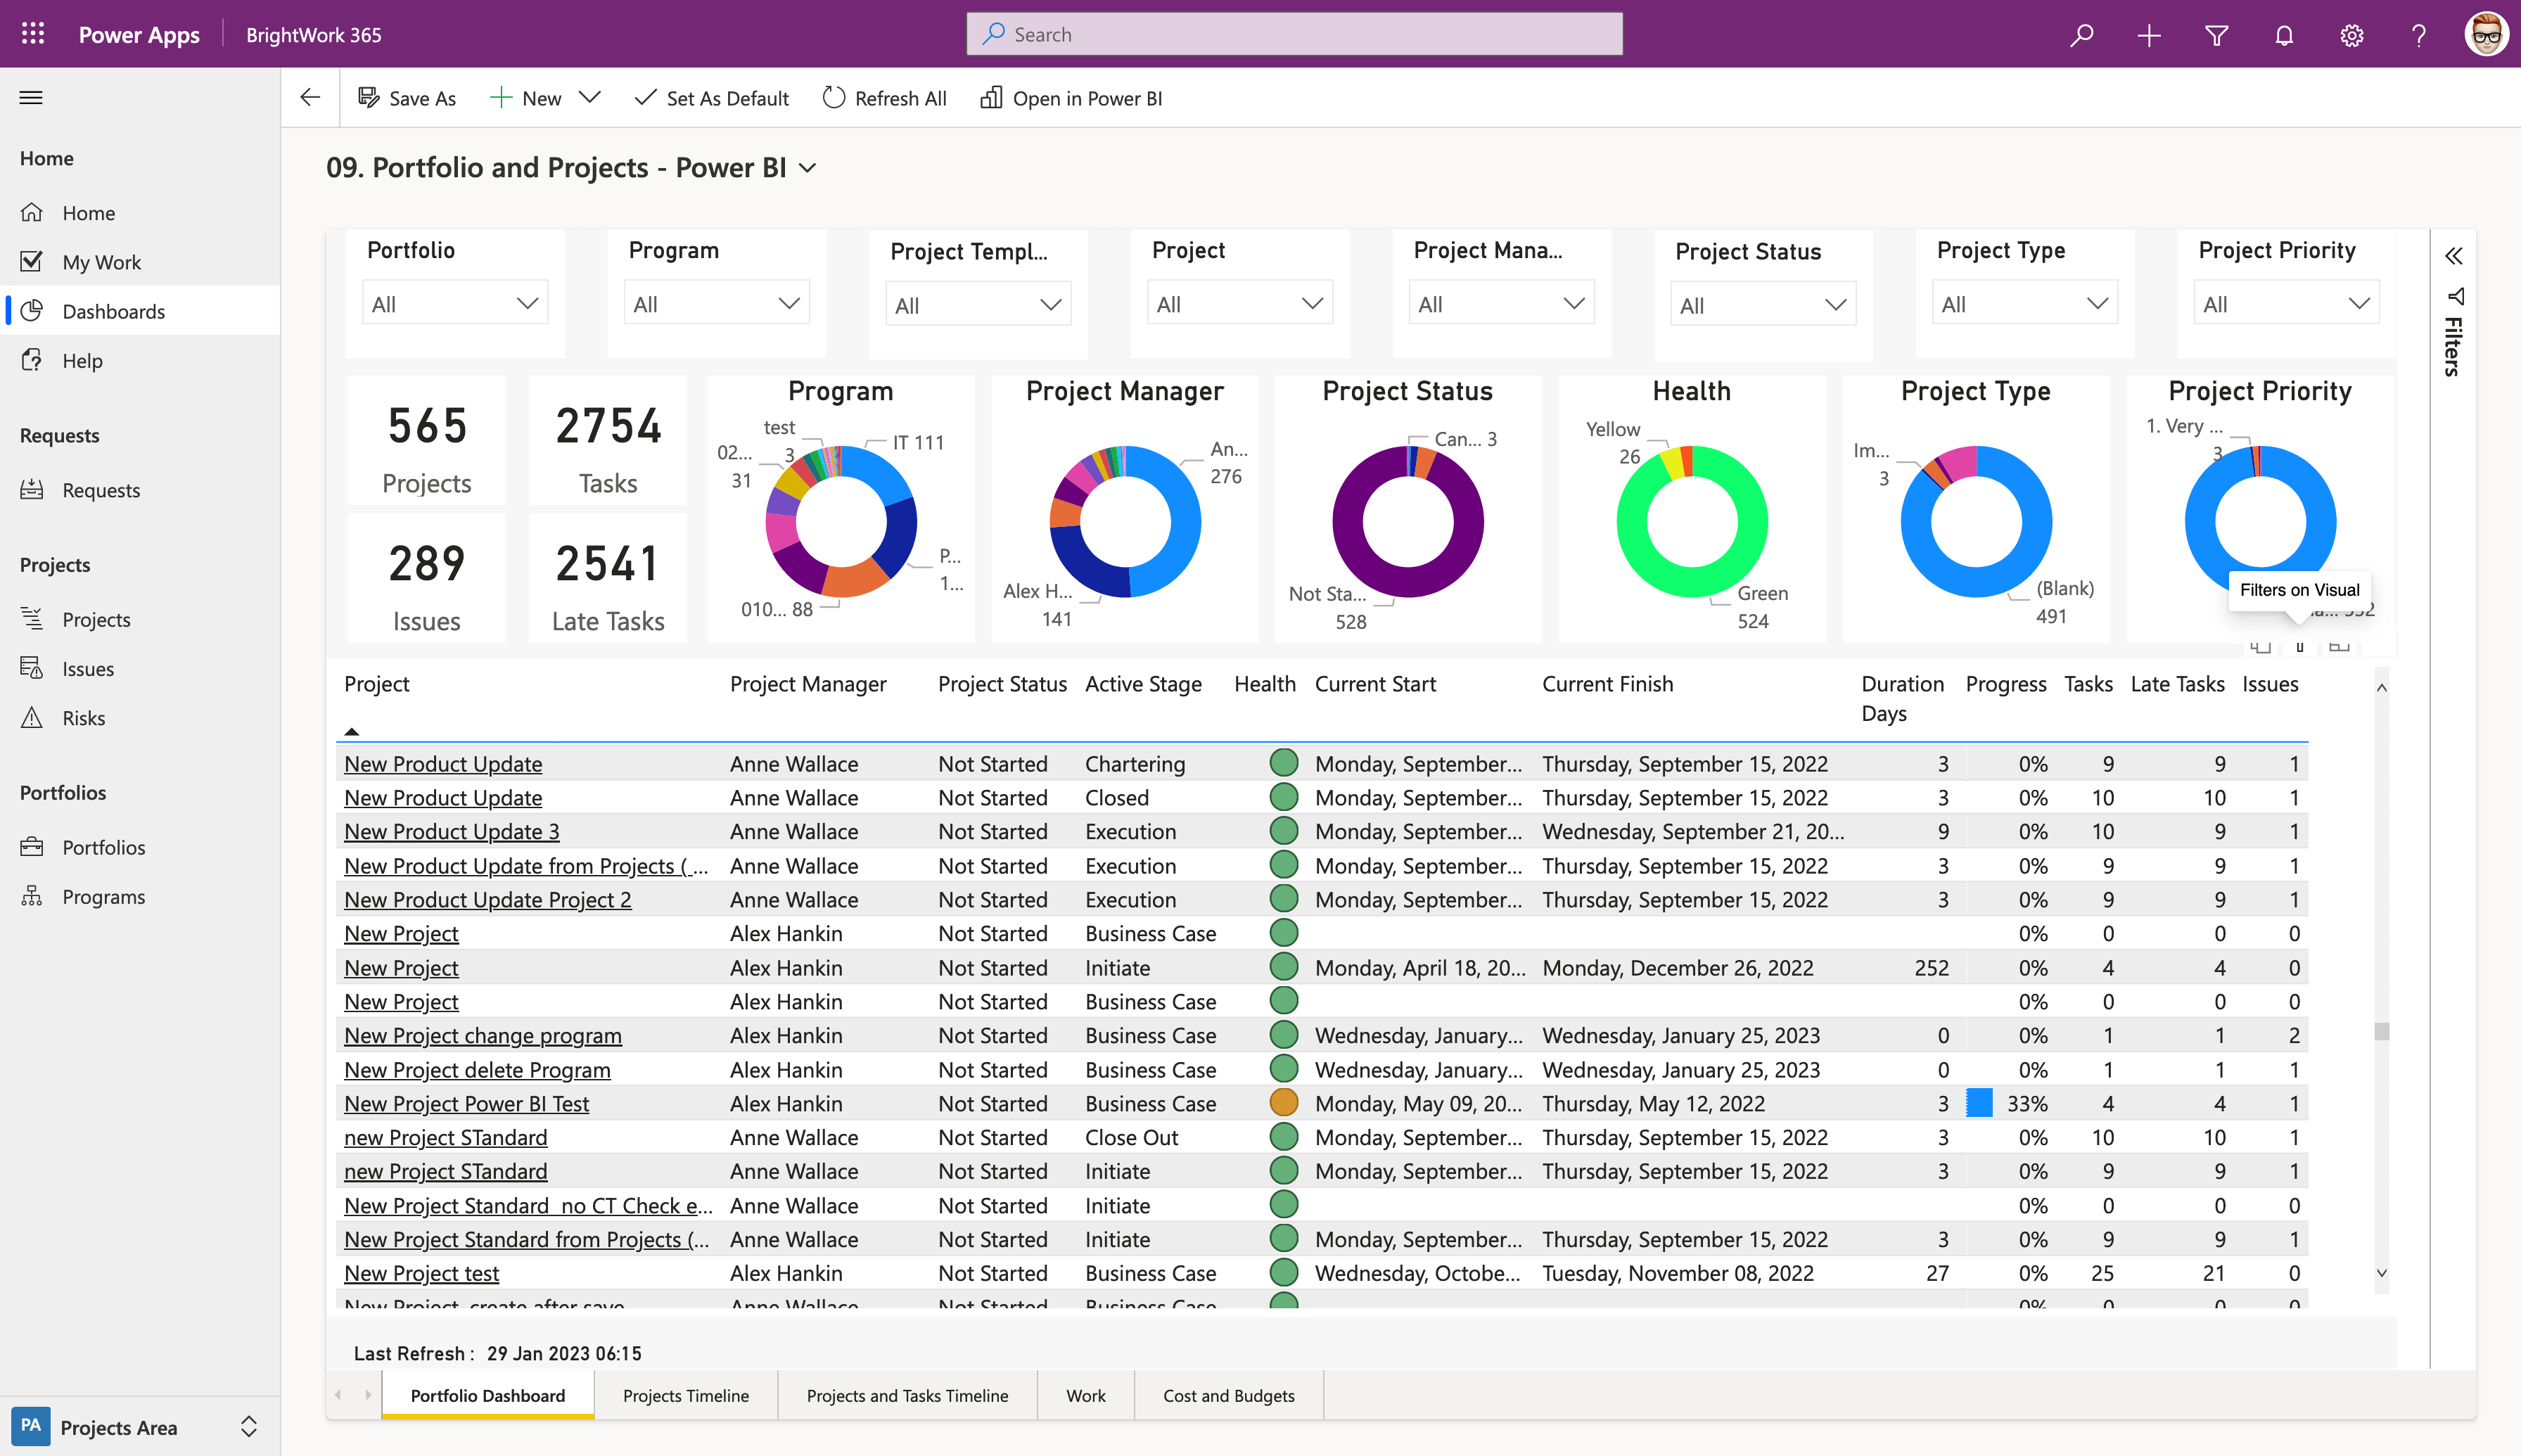 Power Apps BrightWork 365 Search
Save As New Set As Default Refresh All Open in Power BI
Home
Home
My Work
Dashboards
Help
Requests
Requests
Projects
Projects
Issues
Risks
Portfolios
Portfolios
Programs
PA Projects Area
09. Portfolio and Projects - Power BI
Portfolio Program Project Templ... Project Project Mana... Project Status Project Type Project Priority
All All All All All All All All
Filters
565
Projects
2754
Tasks
289
Issues
2541
Late Tasks
Program
test
3
IT 111
02...
31
P...
1...
010... 88
Project Manager
An...
276
Alex H...
141
Project Status
Can... 3
Not Sta...
528
Health
Yellow
26
Green
524
Project Type
Im...
3
(Blank)
491
Project Priority
1. Very ...
3
Filters on Visual
Project Project Manager Project Status Active Stage Health Current Start Current Finish Duration Days Progress Tasks Late Tasks Issues
New Product Update Anne Wallace Not Started Chartering Monday, September... Thursday, September 15, 2022 3 0% 9 9 1
New Product Update Anne Wallace Not Started Closed Monday, September... Thursday, September 15, 2022 3 0% 10 10 1
New Product Update 3 Anne Wallace Not Started Execution Monday, September... Wednesday, September 21, 20... 9 0% 10 9 1
New Product Update from Projects ( ... Anne Wallace Not Started Execution Monday, September... Thursday, September 15, 2022 3 0% 9 9 1
New Product Update Project 2 Anne Wallace Not Started Execution Monday, September... Thursday, September 15, 2022 3 0% 9 9 1
New Project Alex Hankin Not Started Business Case 0% 0 0 0
New Project Alex Hankin Not Started Initiate Monday, April 18, 20... Monday, December 26, 2022 252 0% 4 4 0
New Project Alex Hankin Not Started Business Case 0% 0 0 0
New Project change program Alex Hankin Not Started Business Case Wednesday, January... Wednesday, January 25, 2023 0 0% 1 1 2
New Project delete Program Alex Hankin Not Started Business Case Wednesday, January... Wednesday, January 25, 2023 0 0% 1 1 1
New Project Power BI Test Alex Hankin Not Started Business Case Monday, May 09, 20... Thursday, May 12, 2022 3 33% 4 4 1
new Project STandard Anne Wallace Not Started Close Out Monday, September... Thursday, September 15, 2022 3 0% 10 10 1
new Project STandard Anne Wallace Not Started Initiate Monday, September... Thursday, September 15, 2022 3 0% 9 9 1
New Project Standard no CT Check e... Anne Wallace Not Started Initiate 0% 0 0 0
New Project Standard from Projects (... Anne Wallace Not Started Initiate Monday, September... Thursday, September 15, 2022 3 0% 9 9 1
New Project test Alex Hankin Not Started Business Case Wednesday, Octobe... Tuesday, November 08, 2022 27 0% 25 21 0
New Project create after save Anne Wallace Not Started Business Case 0% 0 0 0
Last Refresh : 29 Jan 2023 06:15
Portfolio Dashboard Projects Timeline Projects and Tasks Timeline Work Cost and Budgets